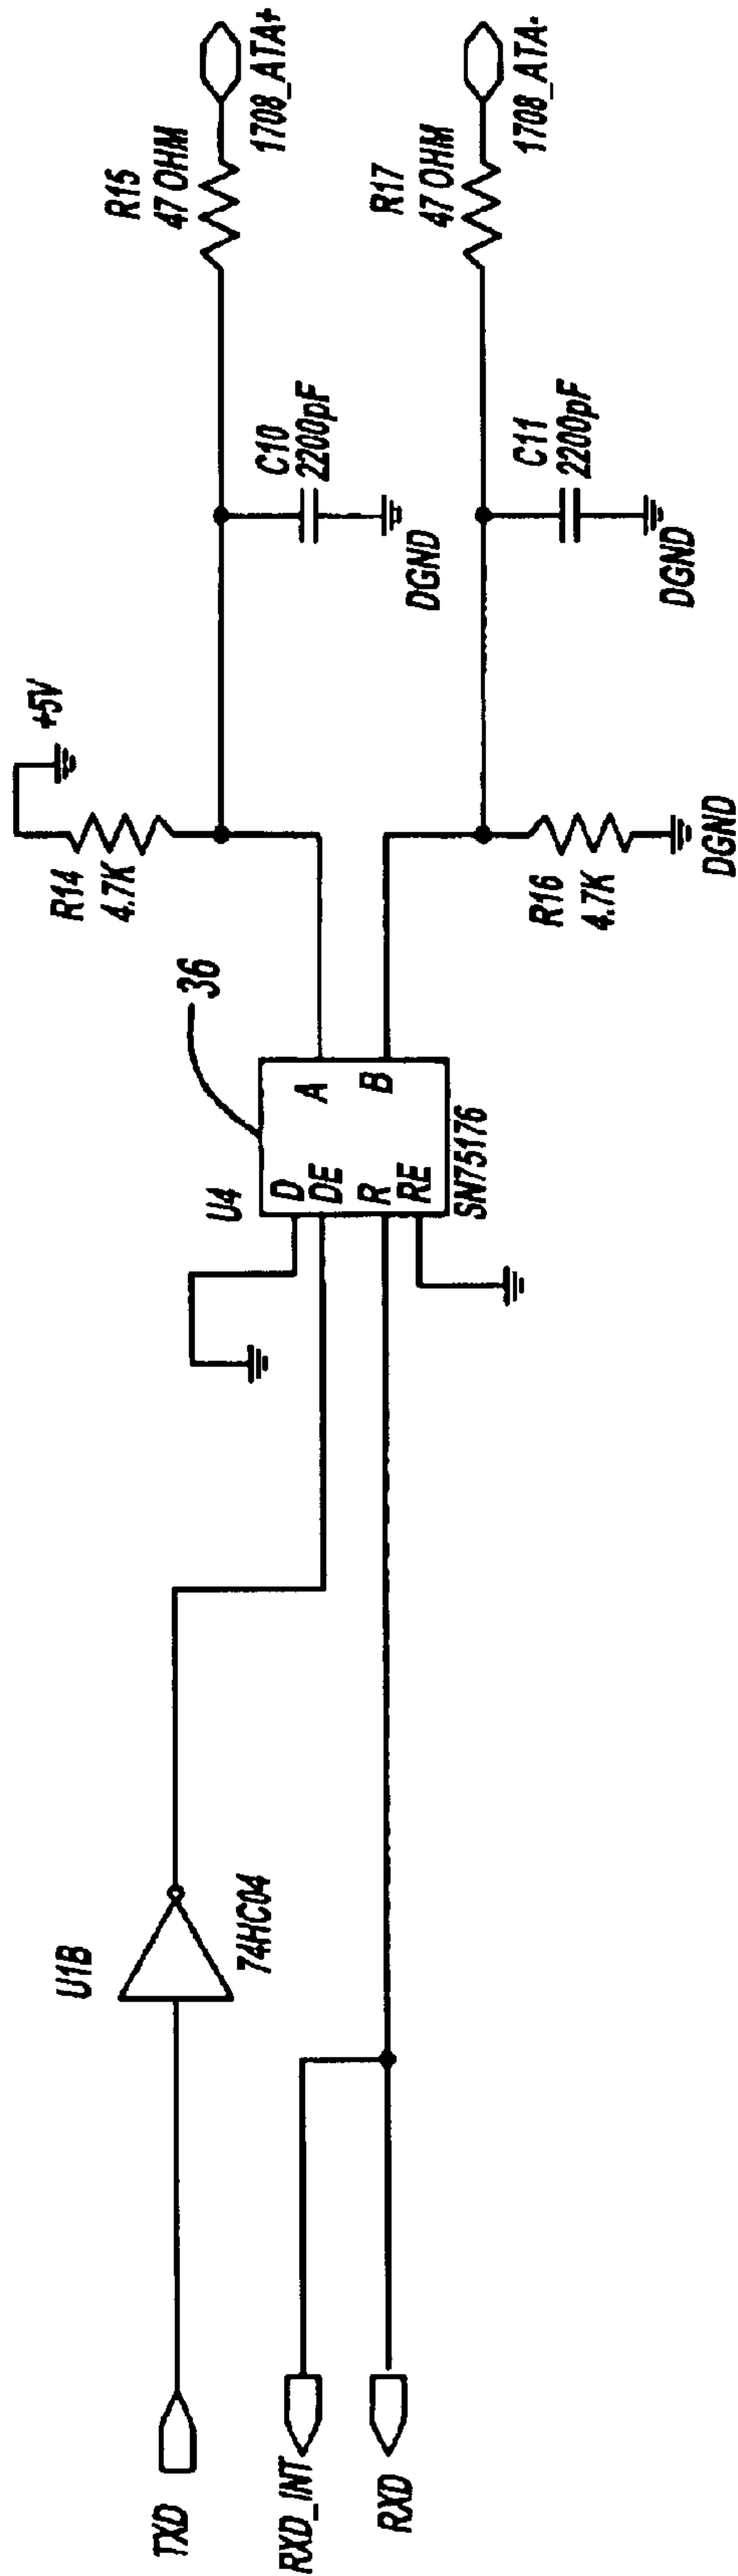 TXD
RXD_INT
RXD
U1B
74HC04
U4
D
DE
R
RE
A
B
SN75176
36
R14
4.7K
+5V
R16
4.7K
DGND
C10
2200pF
DGND
C11
2200pF
DGND
R15
47 OHM
1708_ATA+
R17
47 OHM
1708_ATA-